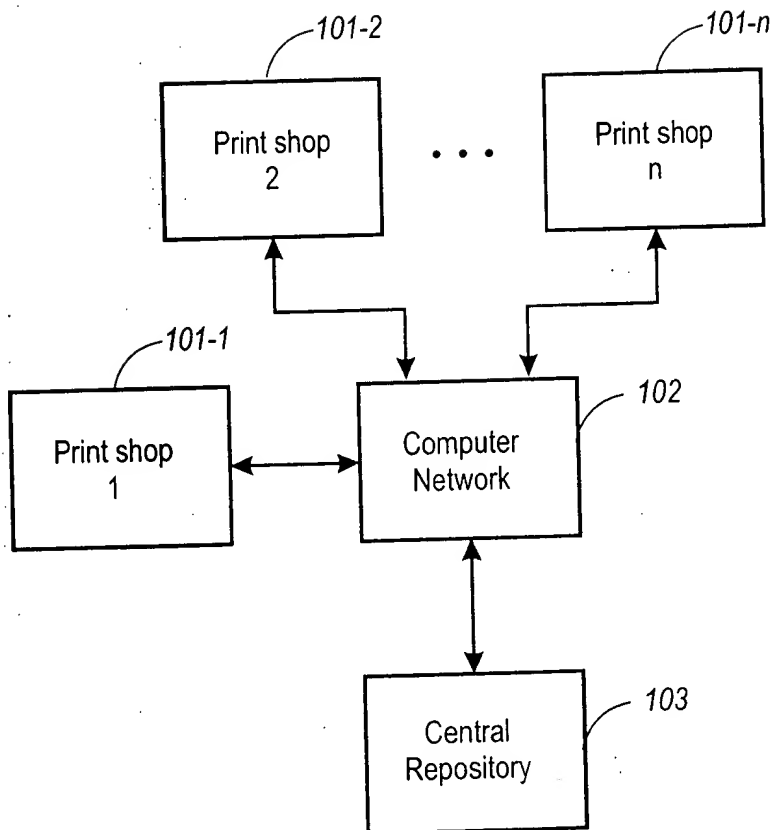 101-2
101-n
Print shop
2
• • •
Print shop
n
101-1
102
Print shop
1
Computer
Network
103
Central
Repository